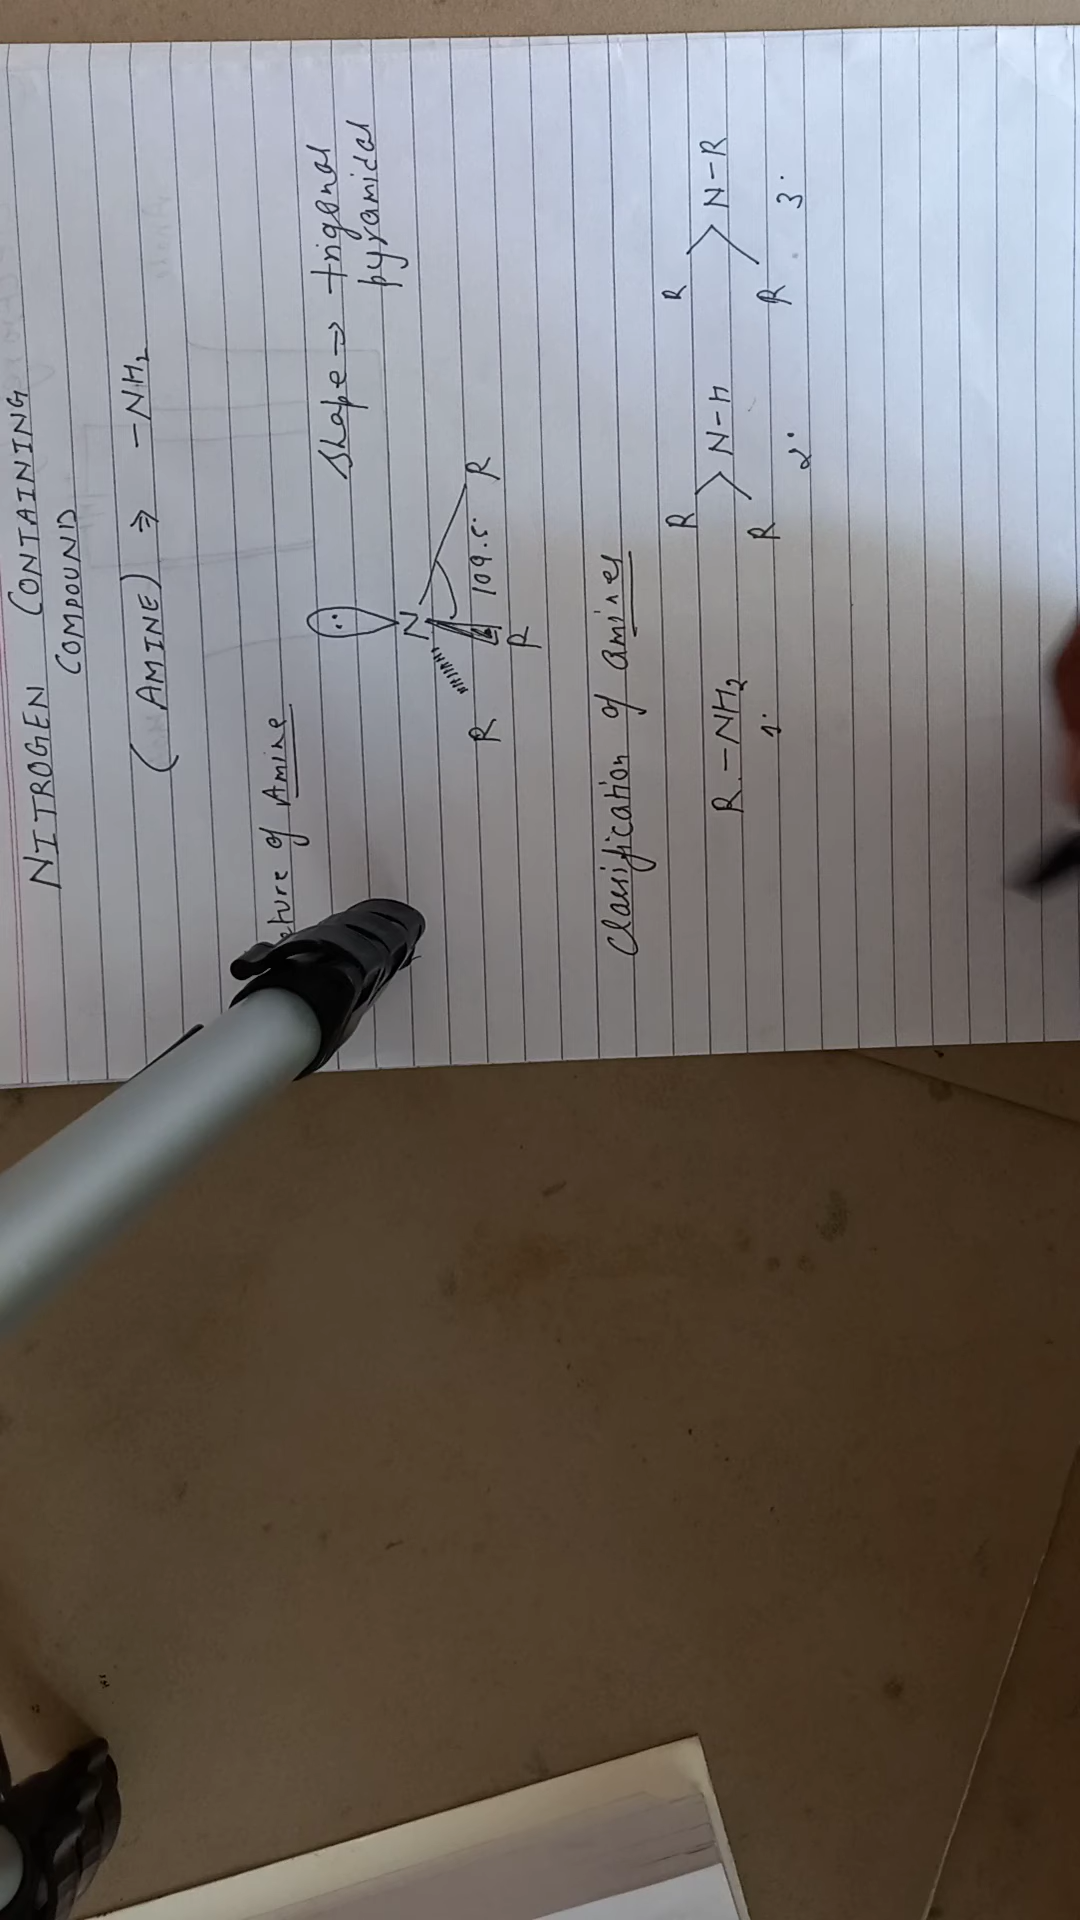 NITROGEN CONTAINING
COMPOUND
(AMINE) ⇒ -NH2
cture of Amine
Shape → trigonal
pyramidal
N
R
R
R
109.5°
Classification of amines
R-NH2
1°
R
R
N-H
2°
R
R
N-R
3°